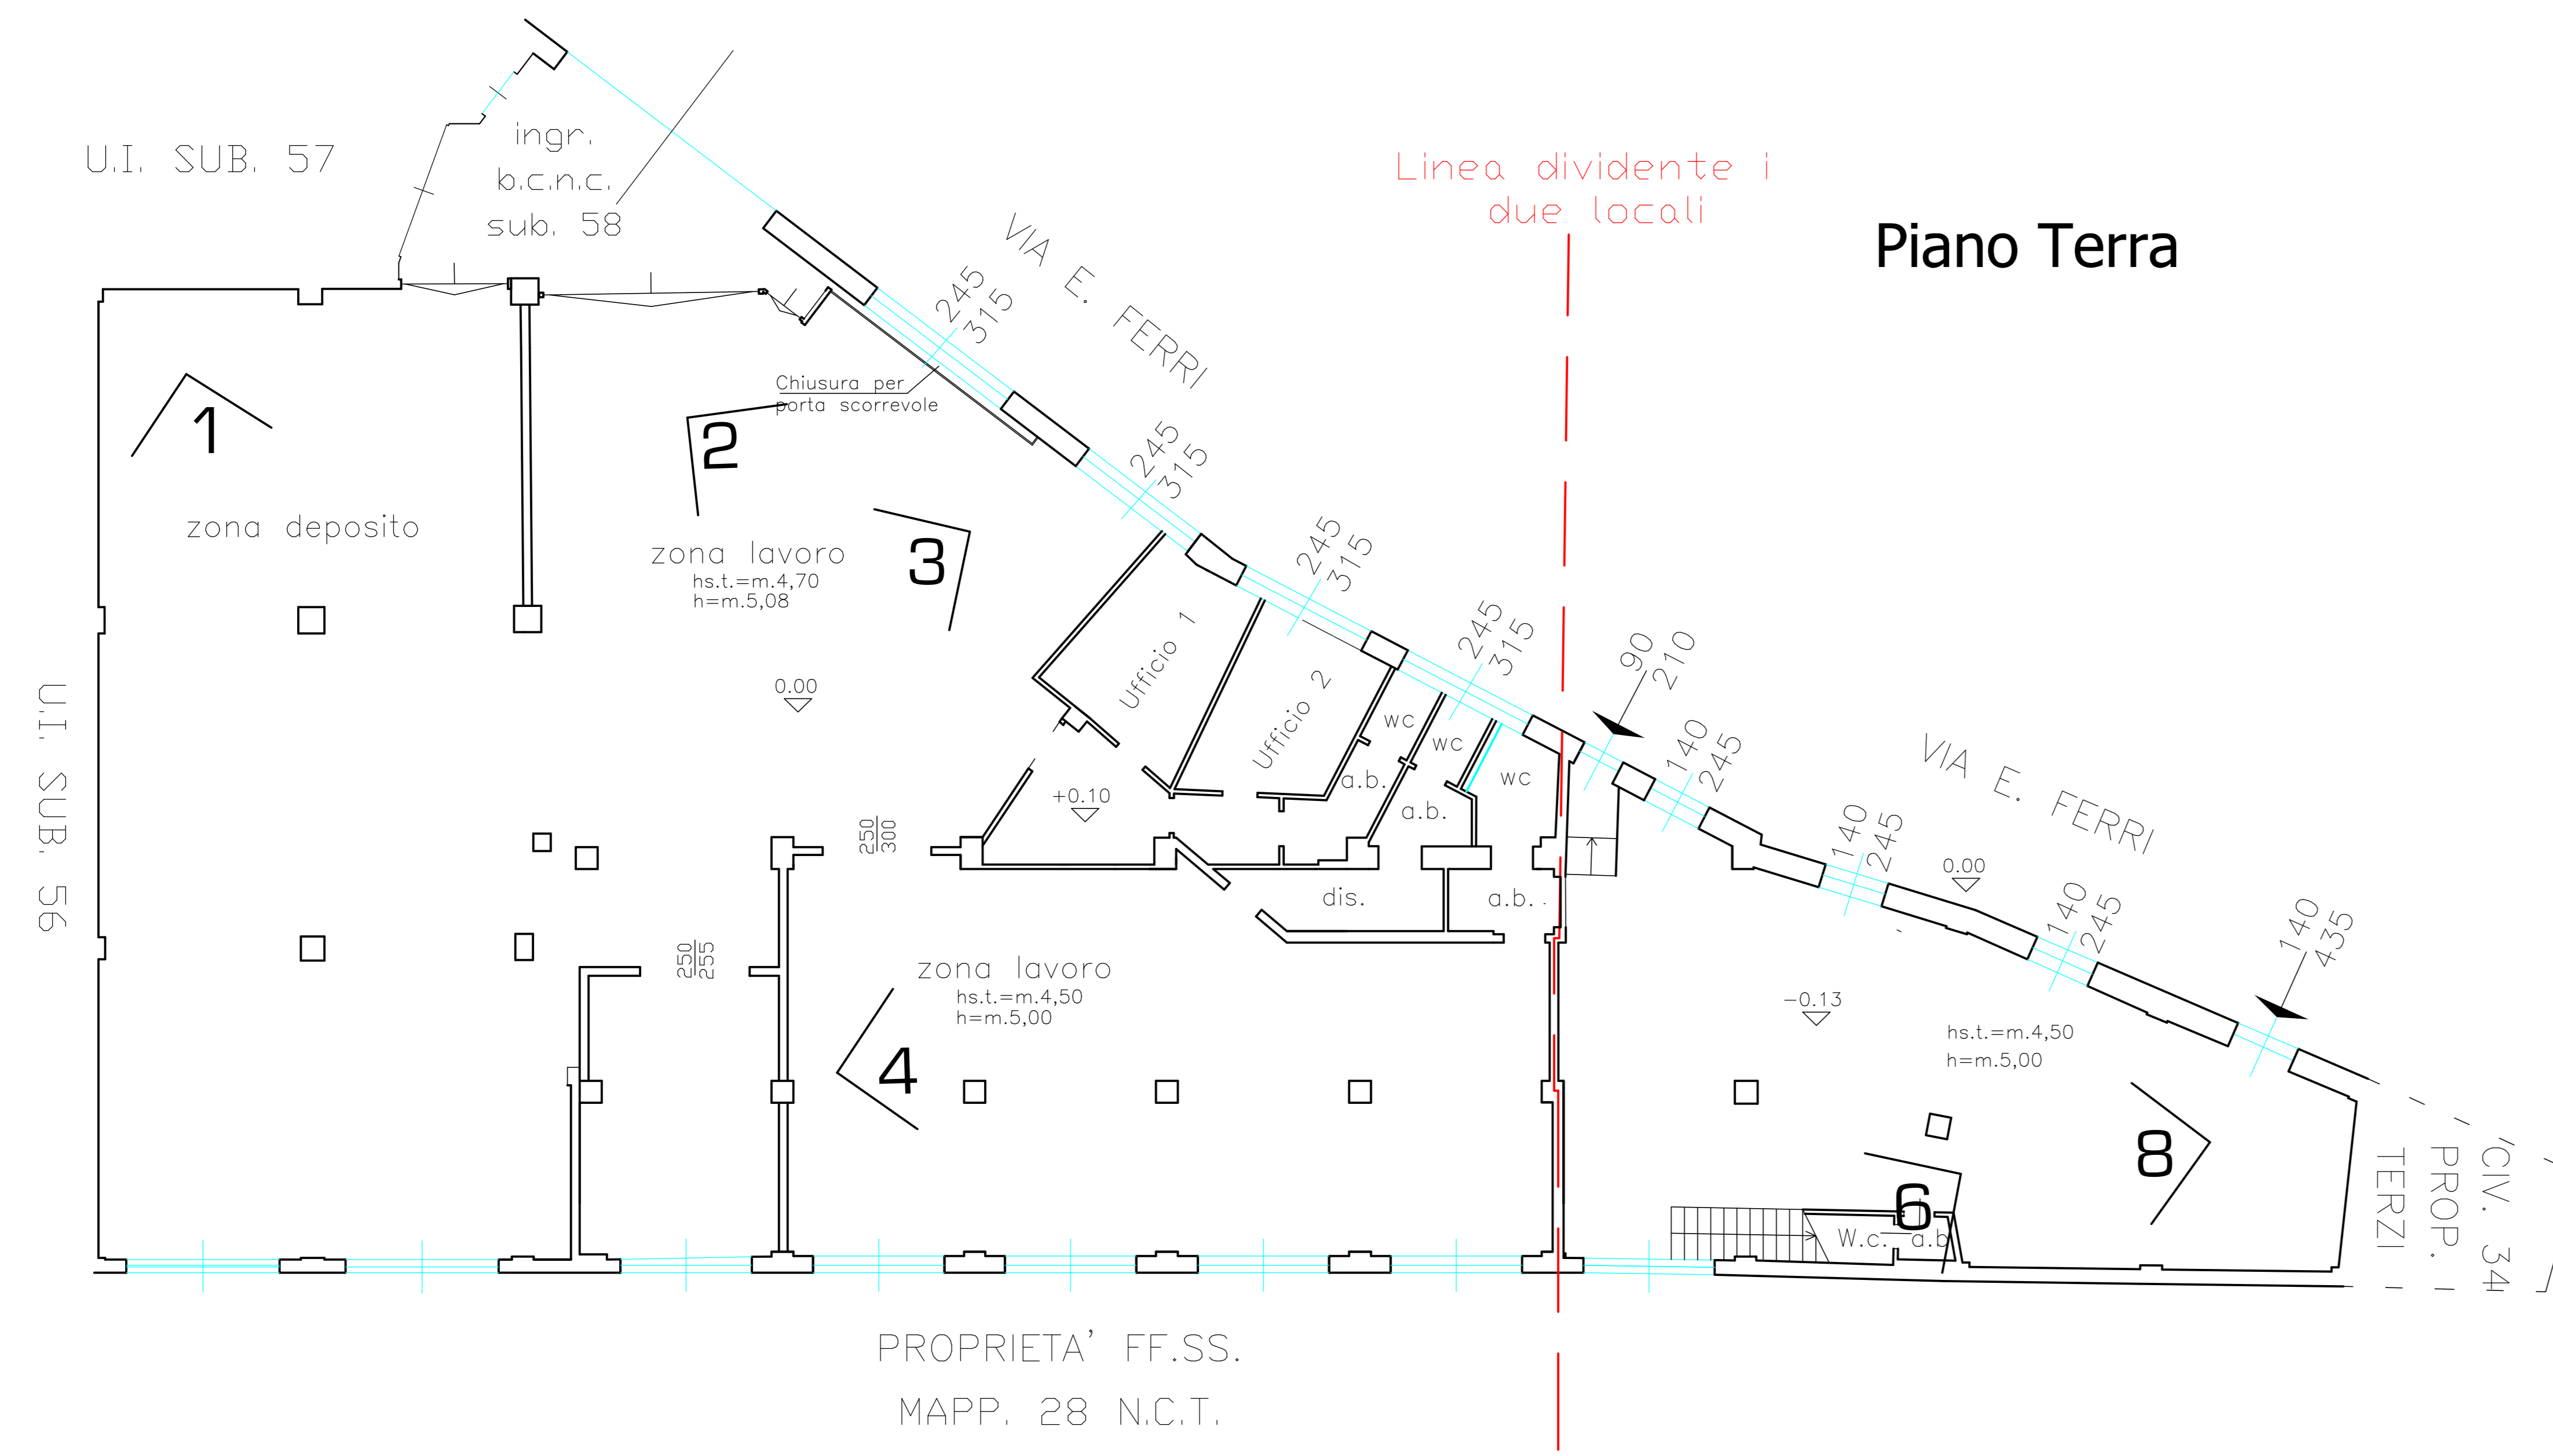 U.I. SUB. 57
ingr.
b.c.n.c.
sub. 58
Linea dividente i
due locali
Piano Terra
VIA E. FERRI
245
315
Chiusura per
porta scorrevole
1
2
3
zona deposito
zona lavoro
hs.t.=m.4,70
h=m.5,08
0.00
245
315
245
315
245
315
90
210
140
245
140
245
VIA E. FERRI
0.00
140
245
140
435
Ufficio 1
Ufficio 2
wc
wc
wc
a.b.
a.b.
+0.10
250
300
U.I. SUB. 56
dis.
a.b.
250
255
zona lavoro
hs.t.=m.4,50
h=m.5,00
4
-0.13
hs.t.=m.4,50
h=m.5,00
8
6
W.c.
a.b
CIV. 34
PROP.
TERZI
PROPRIETA' FF.SS.
MAPP. 28 N.C.T.